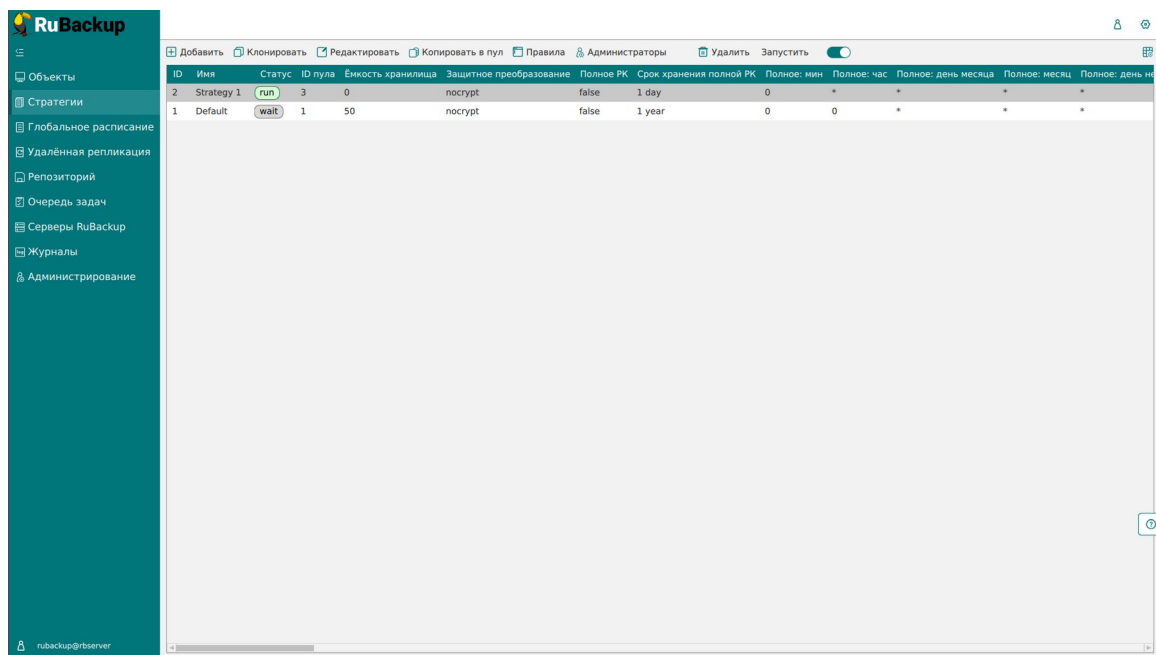 RuBackup
Добавить Клонировать Редактировать Копировать в пул Правила Администраторы Удалить Запустить
Объекты
Стратегии
Глобальное расписание
Удалённая репликация
Репозиторий
Очередь задач
Серверы RuBackup
Журналы
Администрирование
rubackup@rbserver
ID Имя Статус ID пула Ёмкость хранилища Защитное преобразование Полное РК Срок хранения полной РК Полное: мин Полное: час Полное: день месяца Полное: месяц Полное: день не
2 Strategy 1 run 3 0 nocrypt false 1 day 0 * * * *
1 Default wait 1 50 nocrypt false 1 year 0 0 * * *